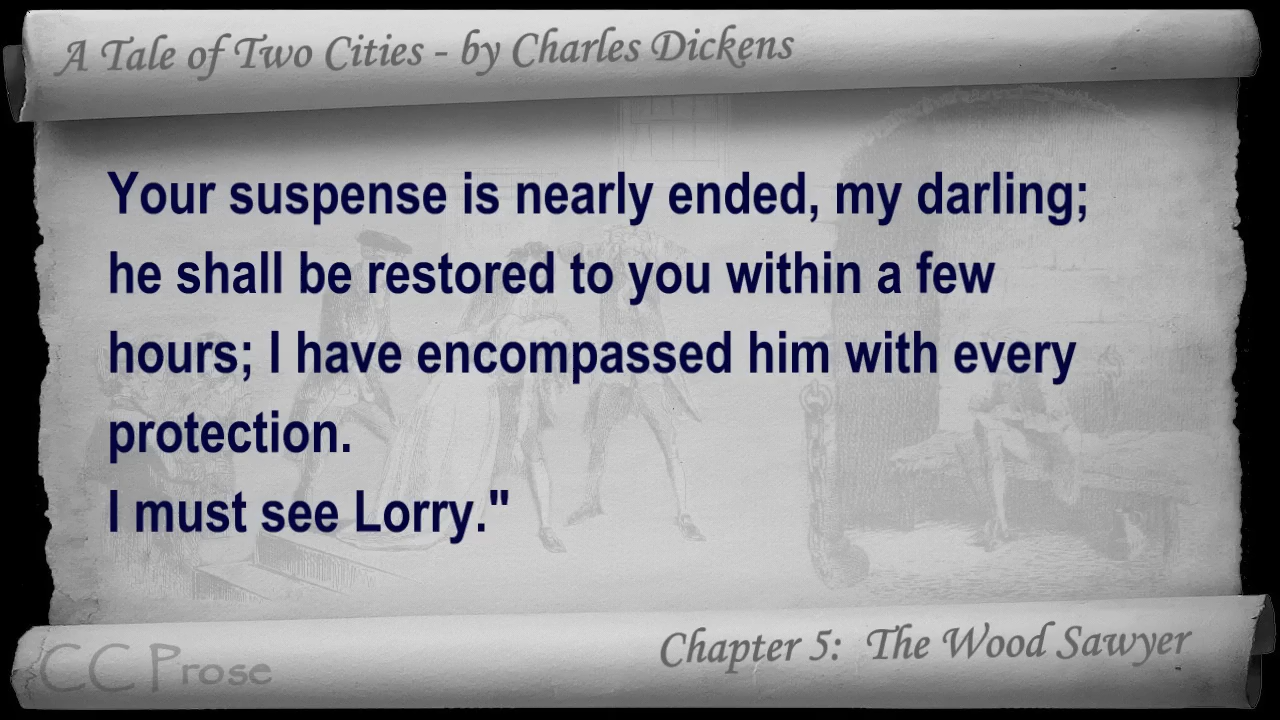 A Tale of Two Cities - by Charles Dickens
Your suspense is nearly ended, my darling;
he shall be restored to you within a few
hours; I have encompassed him with every
protection.
I must see Lorry."
CC Prose
Chapter 5: The Wood Sawyer